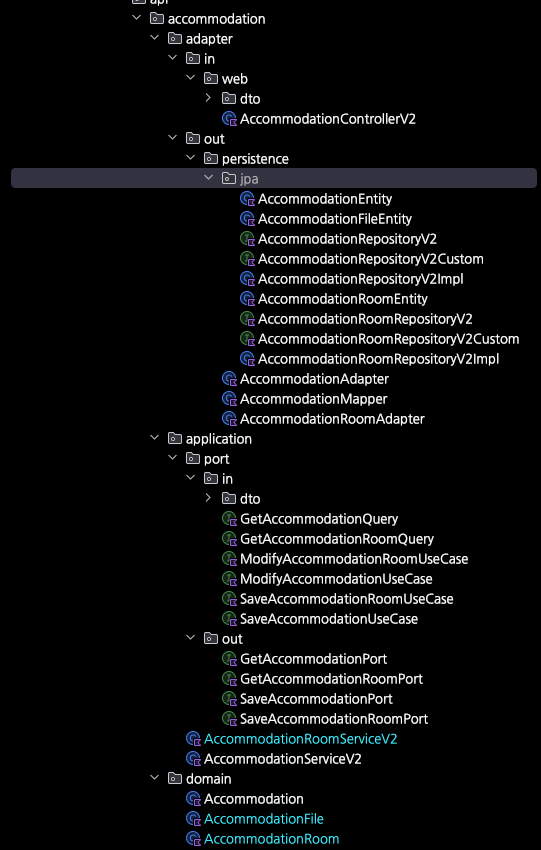 api
accommodation
adapter
in
web
dto
AccommodationControllerV2
out
persistence
jpa
AccommodationEntity
AccommodationFileEntity
AccommodationRepositoryV2
AccommodationRepositoryV2Custom
AccommodationRepositoryV2Impl
AccommodationRoomEntity
AccommodationRoomRepositoryV2
AccommodationRoomRepositoryV2Custom
AccommodationRoomRepositoryV2Impl
AccommodationAdapter
AccommodationMapper
AccommodationRoomAdapter
application
port
in
dto
GetAccommodationQuery
GetAccommodationRoomQuery
ModifyAccommodationRoomUseCase
ModifyAccommodationUseCase
SaveAccommodationRoomUseCase
SaveAccommodationUseCase
out
GetAccommodationPort
GetAccommodationRoomPort
SaveAccommodationPort
SaveAccommodationRoomPort
AccommodationRoomServiceV2
AccommodationServiceV2
domain
Accommodation
AccommodationFile
AccommodationRoom